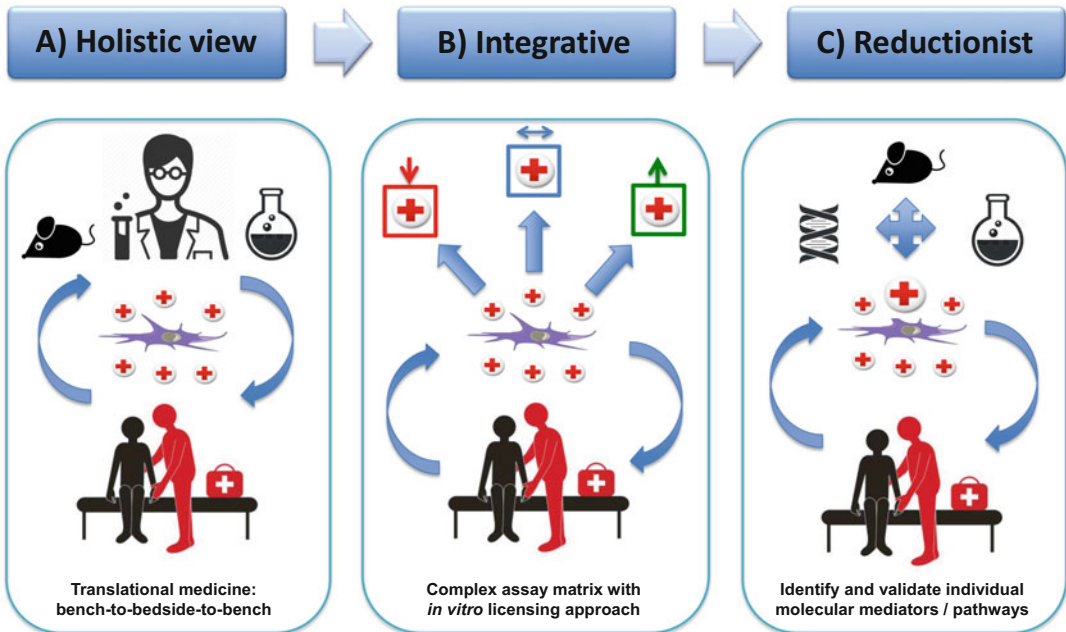 A) Holistic view
B) Integrative
C) Reductionist
Translational medicine:
bench-to-bedside-to-bench
Complex assay matrix with
in vitro licensing approach
Identify and validate individual
molecular mediators / pathways